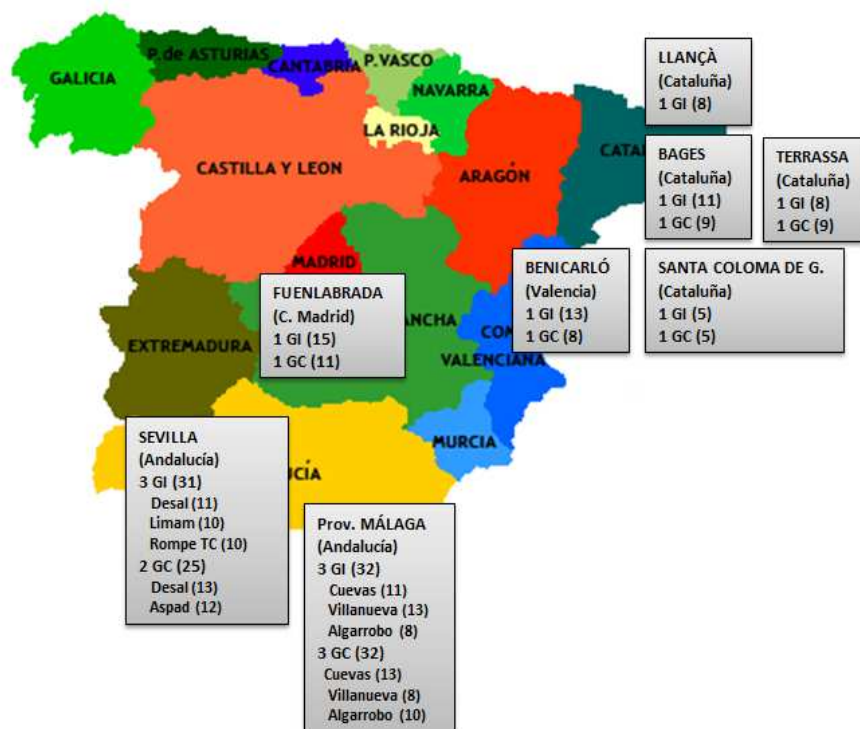 GALICIA
P. de ASTURIAS
CANTABRIA
P. VASCO
NAVARRA
LA RIOJA
CASTILLA Y LEON
ARAGÓN
CATAL
MADRID
ANCHA
EXTREMADURA
COM
VALENCIANA
MURCIA
UCÍA
LLANÇÀ
(Cataluña)
1 GI (8)
BAGES
(Cataluña)
1 GI (11)
1 GC (9)
TERRASSA
(Cataluña)
1 GI (8)
1 GC (9)
BENICARLÓ
(Valencia)
1 GI (13)
1 GC (8)
SANTA COLOMA DE G.
(Cataluña)
1 GI (5)
1 GC (5)
FUENLABRADA
(C. Madrid)
1 GI (15)
1 GC (11)
SEVILLA
(Andalucía)
3 GI (31)
Desal (11)
Limam (10)
Rompe TC (10)
2 GC (25)
Desal (13)
Aspad (12)
Prov. MÁLAGA
(Andalucía)
3 GI (32)
Cuevas (11)
Villanueva (13)
Algarrobo (8)
3 GC (32)
Cuevas (13)
Villanueva (8)
Algarrobo (10)